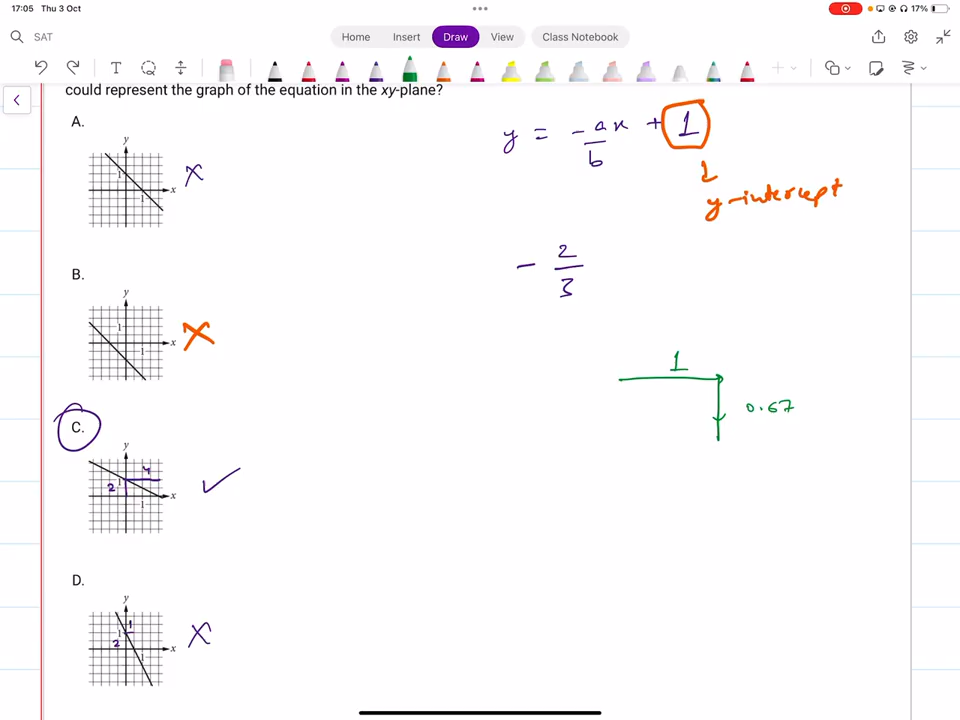 17:05 Thu 3 Oct
17%
SAT
Home Insert Draw View Class Notebook
could represent the graph of the equation in the xy-plane?
y = -ax/b + 1
y-intercept
A.
y
1
x
1
X
- 2/3
B.
y
1
x
1
X
1
0.67
C.
y
4
2 1
x
1
D.
y
1
1
2
x
1
X